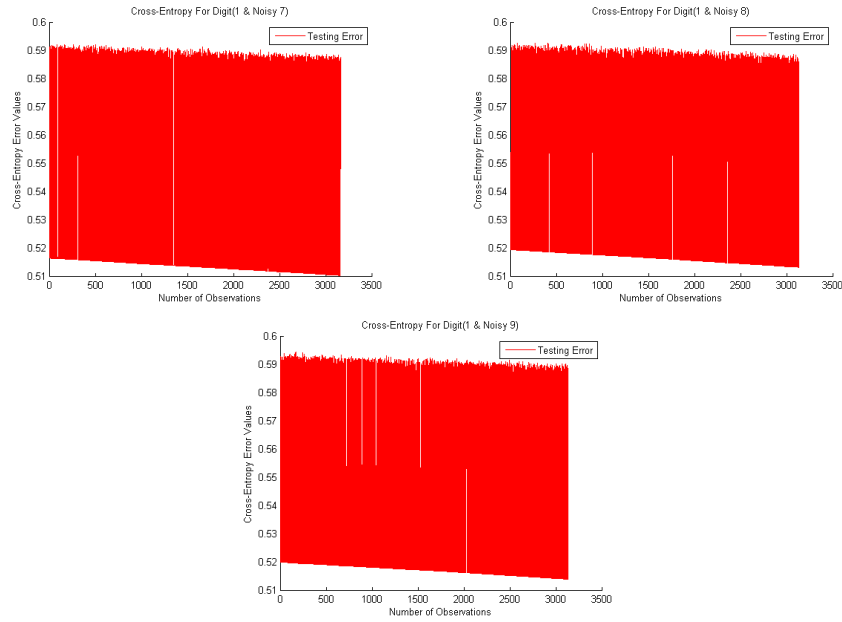 Cross-Entropy For Digit(1 & Noisy 7)
Testing Error
Cross-Entropy Error Values
0.6
0.59
0.58
0.57
0.56
0.55
0.54
0.53
0.52
0.51
0 500 1000 1500 2000 2500 3000 3500
Number of Observations
Cross-Entropy For Digit(1 & Noisy 8)
Testing Error
Cross-Entropy Error Values
0.6
0.59
0.58
0.57
0.56
0.55
0.54
0.53
0.52
0.51
0 500 1000 1500 2000 2500 3000 3500
Number of Observations
Cross-Entropy For Digit(1 & Noisy 9)
Testing Error
Cross-Entropy Error Values
0.6
0.59
0.58
0.57
0.56
0.55
0.54
0.53
0.52
0.51
0 500 1000 1500 2000 2500 3000 3500
Number of Observations